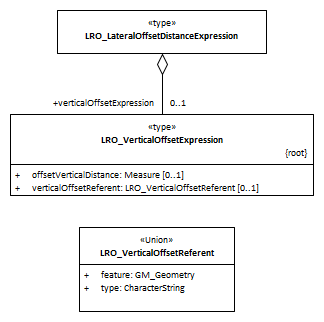 «type»
LRO_LateralOffsetDistanceExpression
+verticalOffsetExpression 0..1
«type»
LRO_VerticalOffsetExpression
{root}
+ offsetVerticalDistance: Measure [0..1]
+ verticalOffsetReferent: LRO_VerticalOffsetReferent [0..1]
«Union»
LRO_VerticalOffsetReferent
+ feature: GM_Geometry
+ type: CharacterString